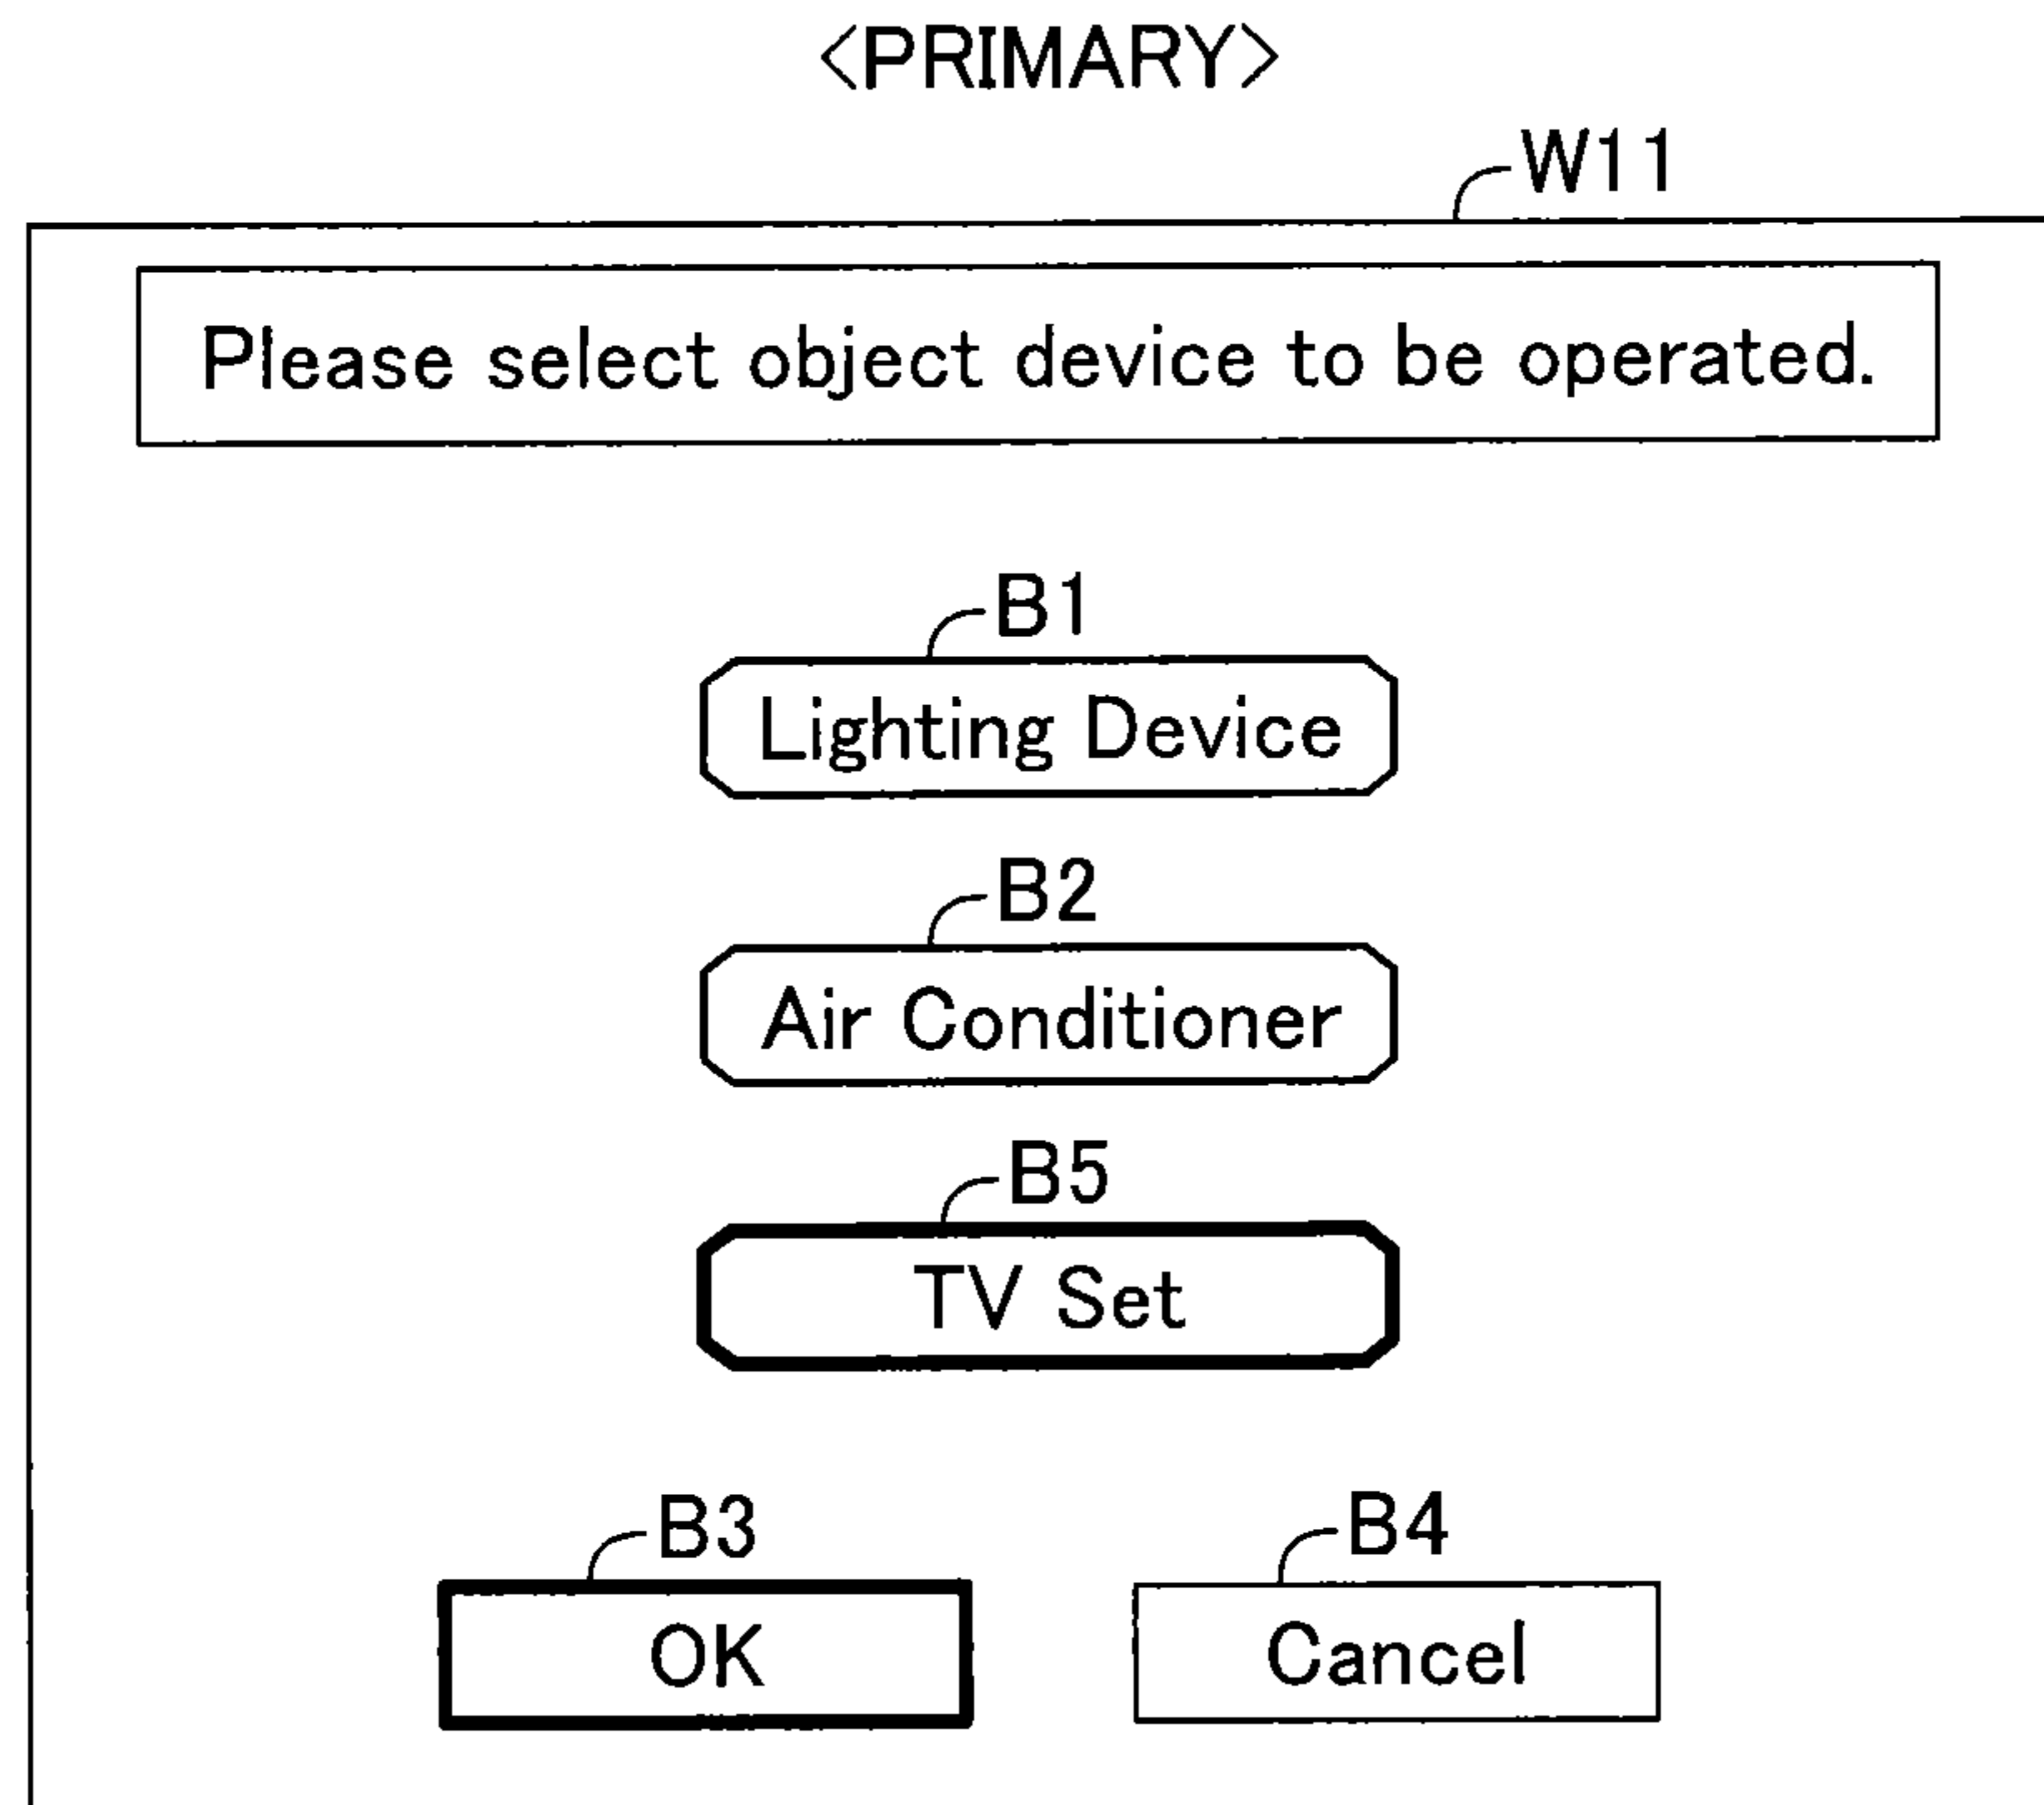 <PRIMARY>
W11
Please select object device to be operated.
B1
Lighting Device
B2
Air Conditioner
B5
TV Set
B3 B4
OK Cancel